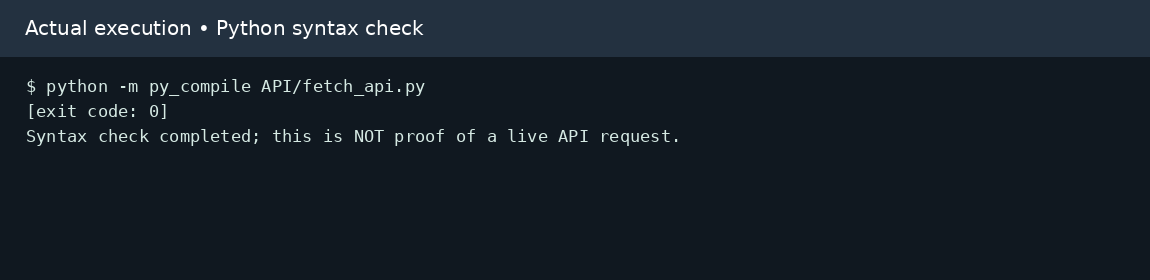 Actual execution • Python syntax check
$ python -m py_compile API/fetch_api.py
[exit code: 0]
Syntax check completed; this is NOT proof of a live API request.